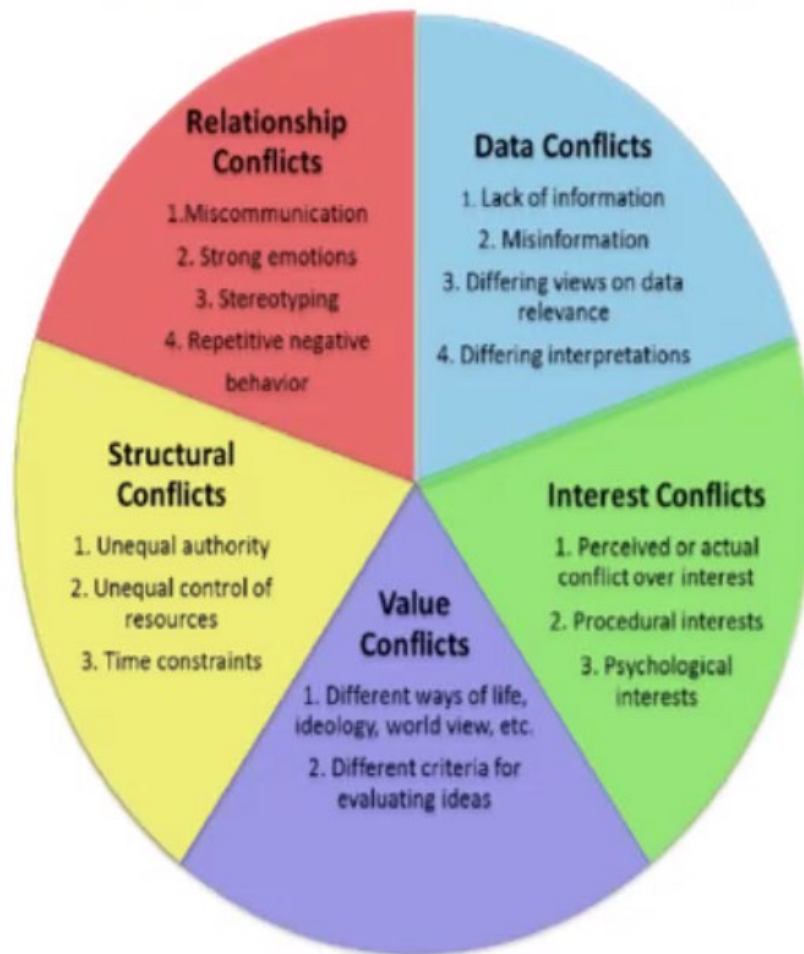 Relationship
Conflicts
1.Miscommunication
2. Strong emotions
3. Stereotyping
4. Repetitive negative
behavior
Data Conflicts
1. Lack of information
2. Misinformation
3. Differing views on data
relevance
4. Differing interpretations
Structural
Conflicts
1. Unequal authority
2. Unequal control of
resources
3. Time constraints
Value
Conflicts
1. Different ways of life,
ideology, world view, etc.
2. Different criteria for
evaluating ideas
Interest Conflicts
1. Perceived or actual
conflict over interest
2. Procedural interests
3. Psychological
interests